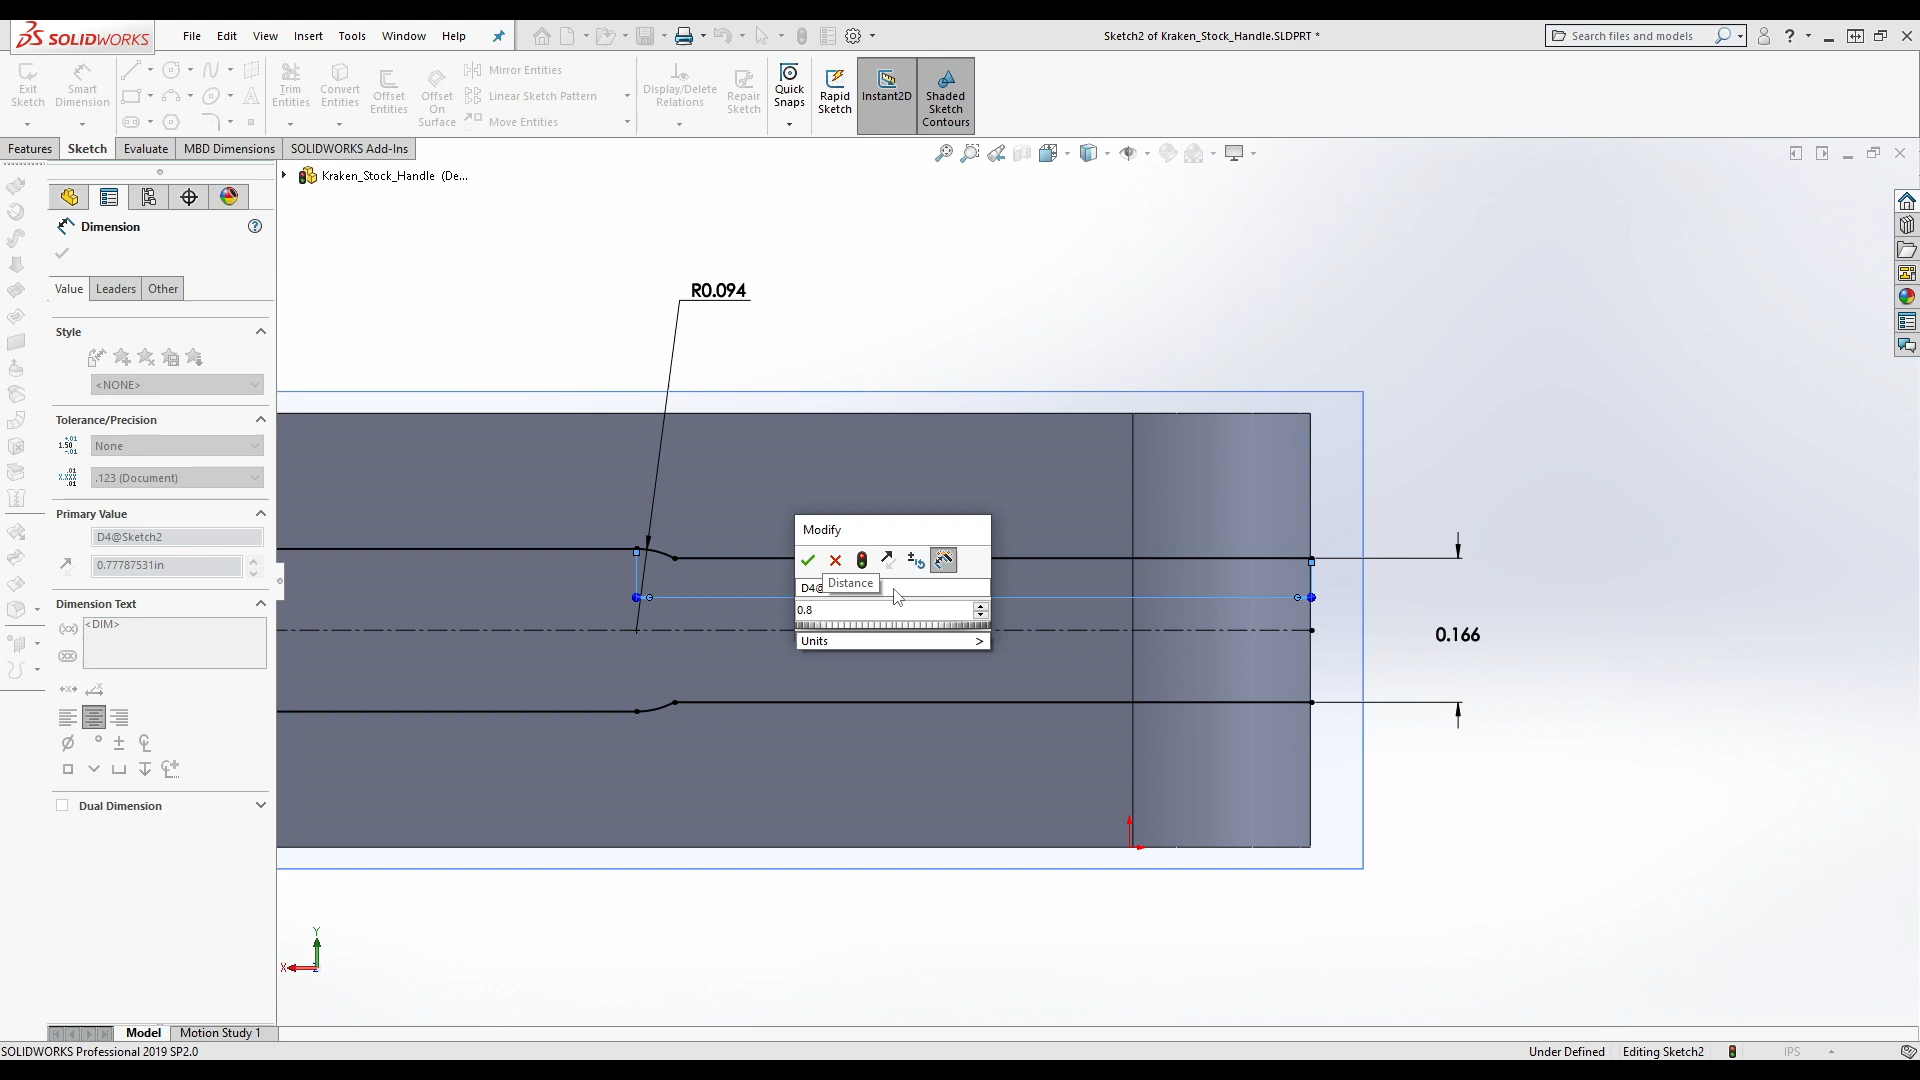 SOLIDWORKS
File Edit View Insert Tools Window Help
Sketch2 of Kraken_Stock_Handle.SLDPRT *
Search files and models
Exit Sketch
Smart Dimension
Trim Entities
Convert Entities
Offset Entities
Offset On Surface
Mirror Entities
Linear Sketch Pattern
Move Entities
Display/Delete Relations
Repair Sketch
Quick Snaps
Rapid Sketch
Instant2D
Shaded Sketch Contours
Features Sketch Evaluate MBD Dimensions SOLIDWORKS Add-Ins
Kraken_Stock_Handle (De...
Dimension
Value Leaders Other
Style
<NONE>
Tolerance/Precision
None
.123 (Document)
Primary Value
D4@Sketch2
0.77787531in
Dimension Text
<DIM>
Dual Dimension
R0.094
Modify
D4@
Distance
0.8
Units >
0.166
Y
X
Model Motion Study 1
SOLIDWORKS Professional 2019 SP2.0
Under Defined Editing Sketch2 IPS